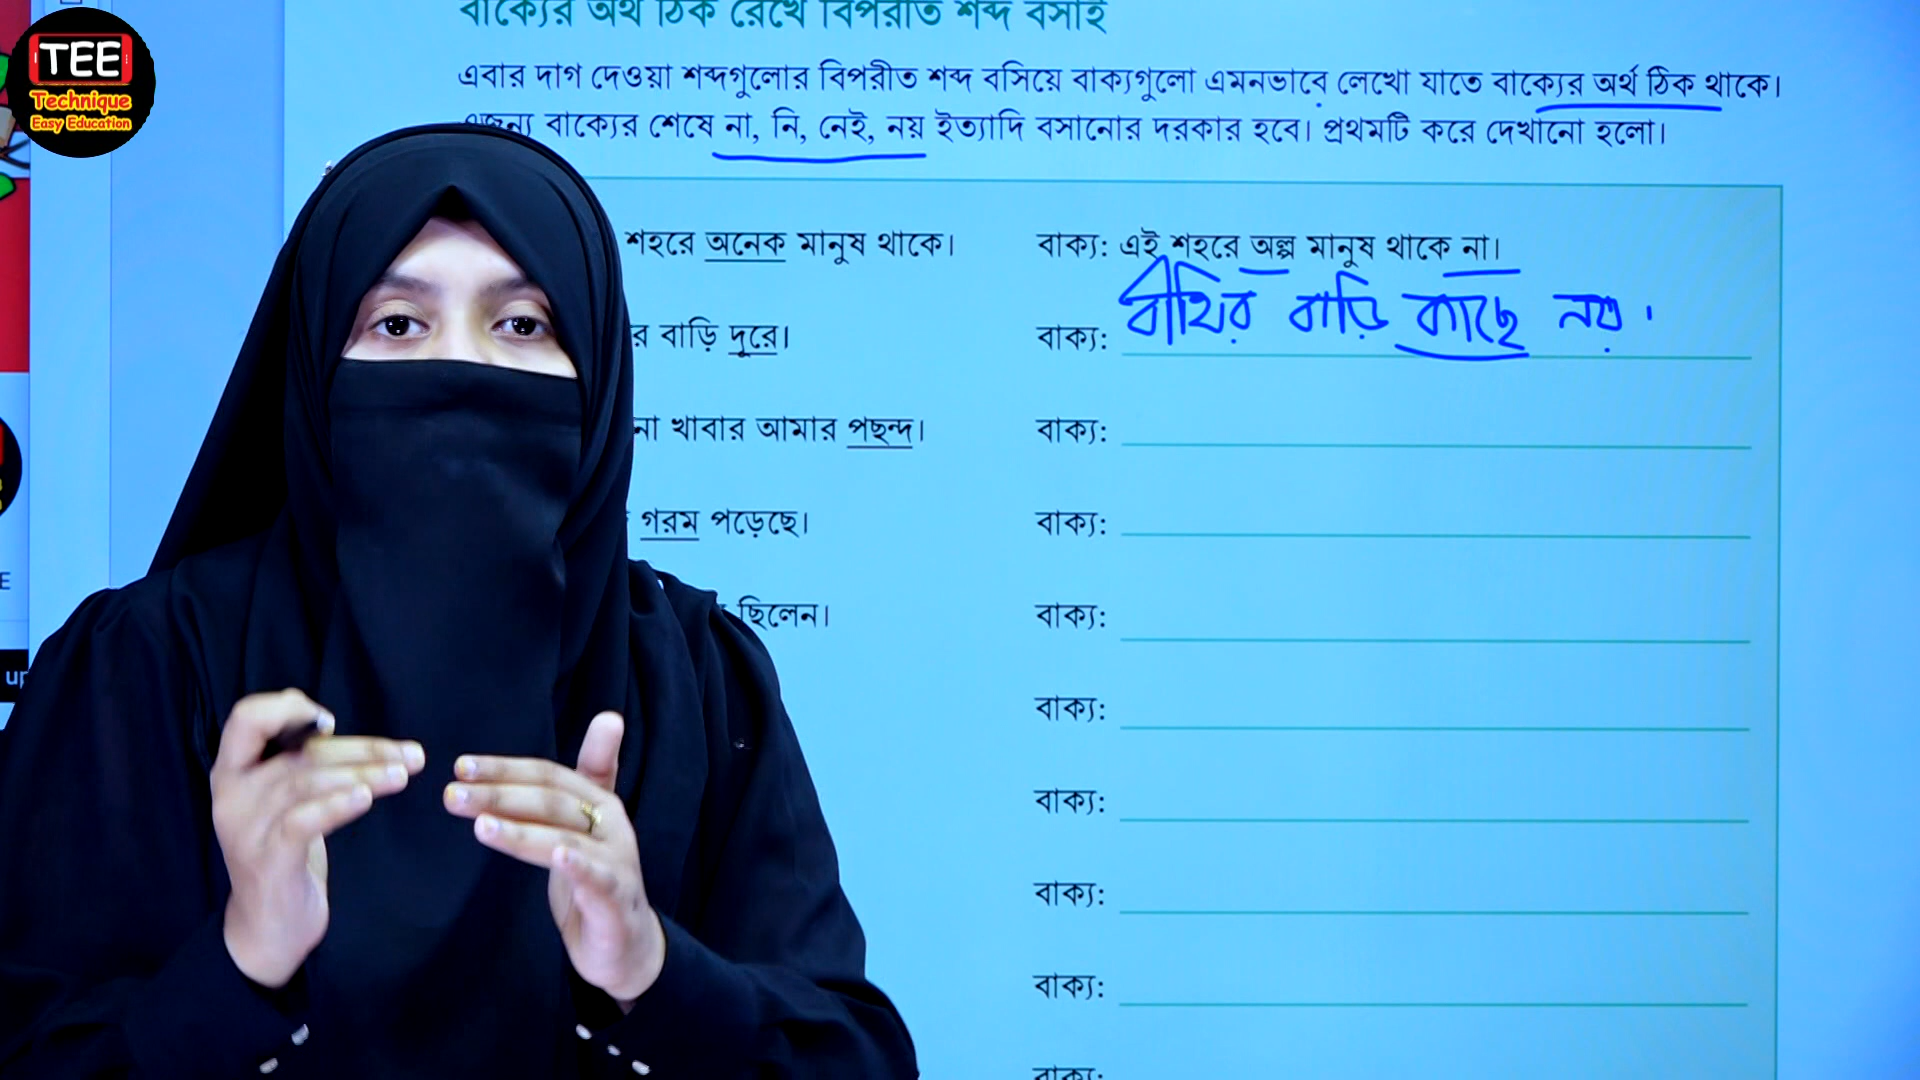 TEE
Technique
Easy Education
বাক্যের অর্থ ঠিক রেখে বিপরীত শব্দ বসাই
এবার দাগ দেওয়া শব্দগুলোর বিপরীত শব্দ বসিয়ে বাক্যগুলো এমনভাবে লেখো যাতে বাক্যের অর্থ ঠিক থাকে।
এজন্য বাক্যের শেষে না, নি, নেই, নয় ইত্যাদি বসানোর দরকার হবে। প্রথমটি করে দেখানো হলো।
শহরে অনেক মানুষ থাকে।
বাক্য: এই শহরে অল্প মানুষ থাকে না।
র বাড়ি দূরে।
বাক্য: বীথির বাড়ি কাছে নয়।
না খাবার আমার পছন্দ।
বাক্য:
গরম পড়েছে।
বাক্য:
ছিলেন।
বাক্য:
বাক্য:
বাক্য:
বাক্য:
বাক্য:
বাক্য:
E
up